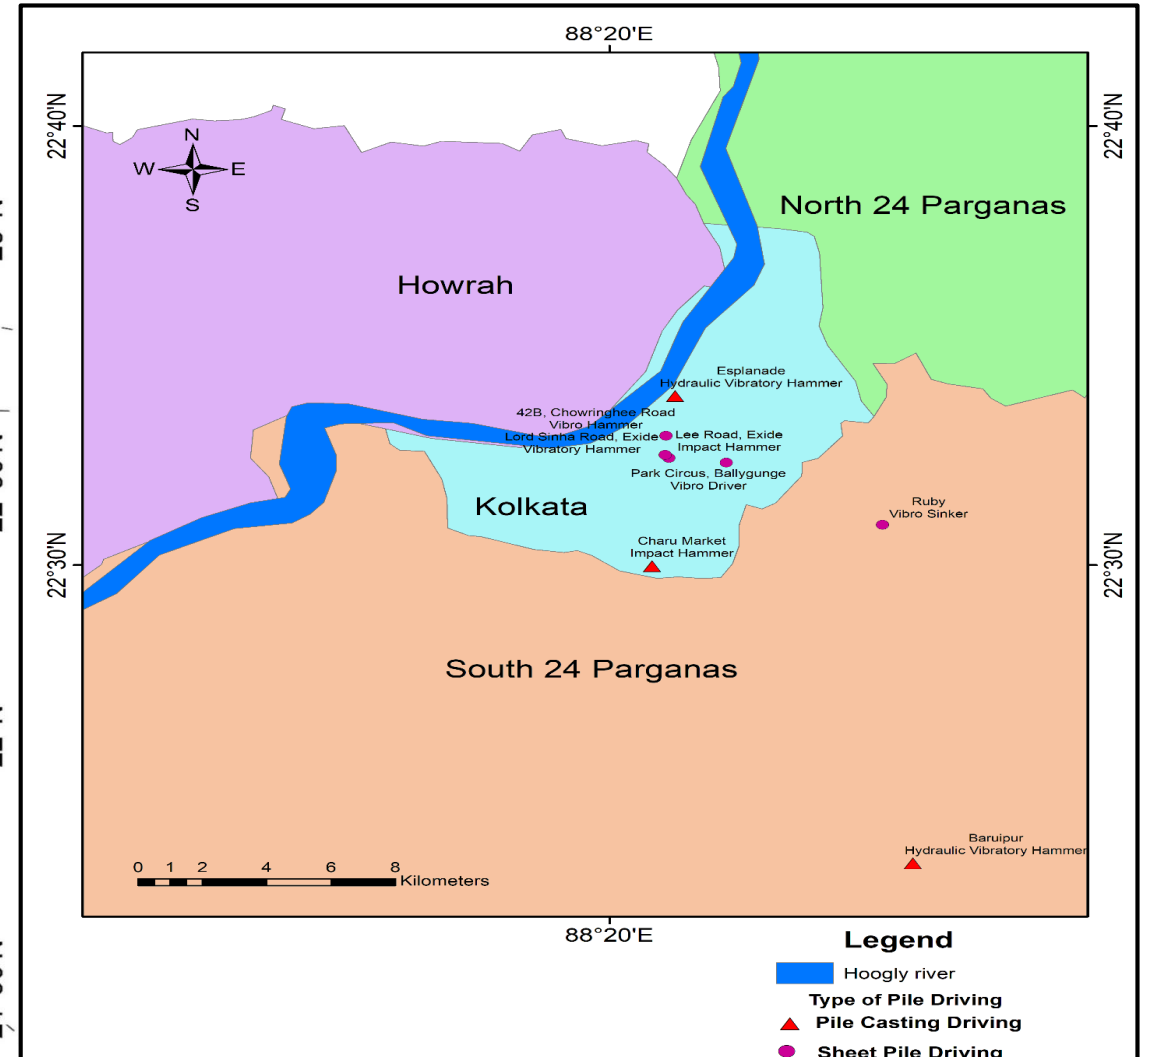 88°20'E
22°40'N
22°40'N
N
W E
S
North 24 Parganas
Howrah
Esplanade
Hydraulic Vibratory Hammer
42B, Chowringhee Road
Vibro Hammer
Lord Sinha Road, Exide
Vibratory Hammer
Lee Road, Exide
Impact Hammer
Park Circus, Ballygunge
Vibro Driver
Kolkata
Ruby
Vibro Sinker
Charu Market
Impact Hammer
22°30'N
22°30'N
South 24 Parganas
Baruipur
Hydraulic Vibratory Hammer
0 1 2 4 6 8
Kilometers
88°20'E
Legend
Hoogly river
Type of Pile Driving
Pile Casting Driving
Sheet Pile Driving